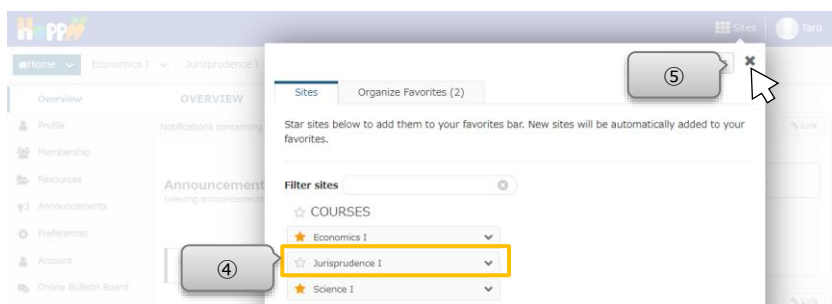 Hoppii
Sites
Taro
Home
Economics I
Jurisprudence I
⑤
Overview
OVERVIEW
Sites
Organize Favorites (2)
Profile
Notifications concerning
Star sites below to add them to your favorites bar. New sites will be automatically added to your
favorites.
Link
Membership
Resources
Announcement
(viewing announcements
Filter sites
Announcements
COURSES
Preferences
Economics I
Account
④
Jurisprudence I
Online Bulletin Board
Science I
Link